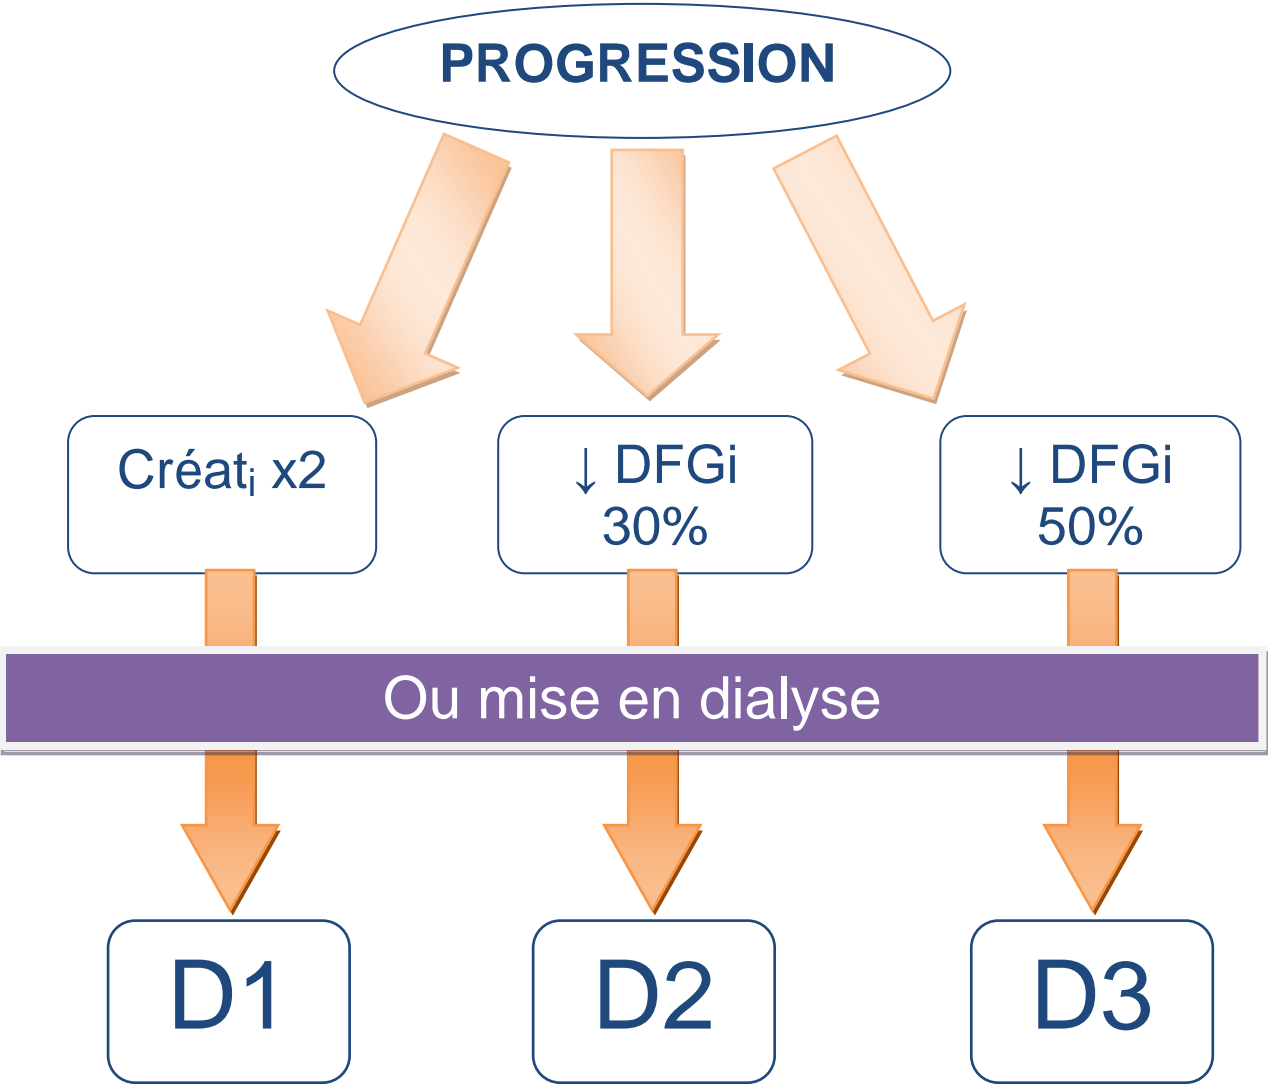 PROGRESSION
Créatᵢ x2
↓ DFGi
30%
↓ DFGi
50%
Ou mise en dialyse
D1
D2
D3